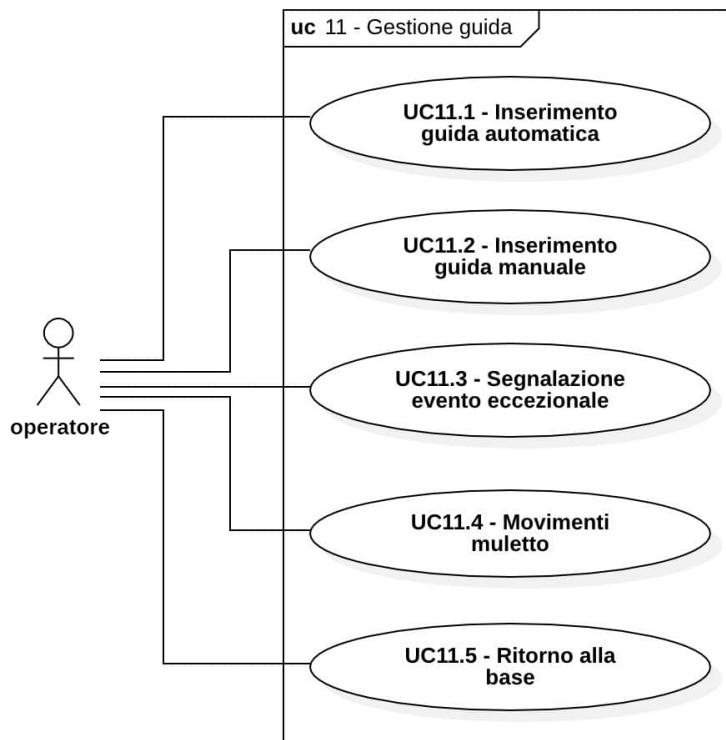 uc 11 - Gestione guida
UC11.1 - Inserimento
guida automatica
UC11.2 - Inserimento
guida manuale
UC11.3 - Segnalazione
evento eccezionale
operatore
UC11.4 - Movimenti
muletto
UC11.5 - Ritorno alla
base